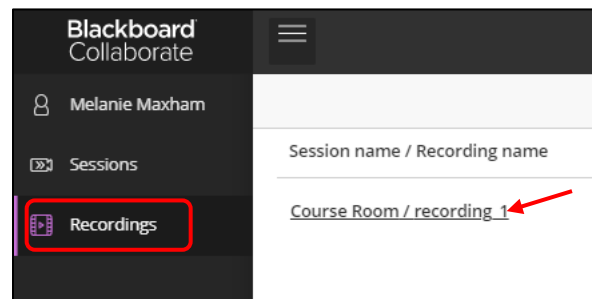 Blackboard
Collaborate
Melanie Maxham
Sessions
Recordings
Session name / Recording name
Course Room / recording_1